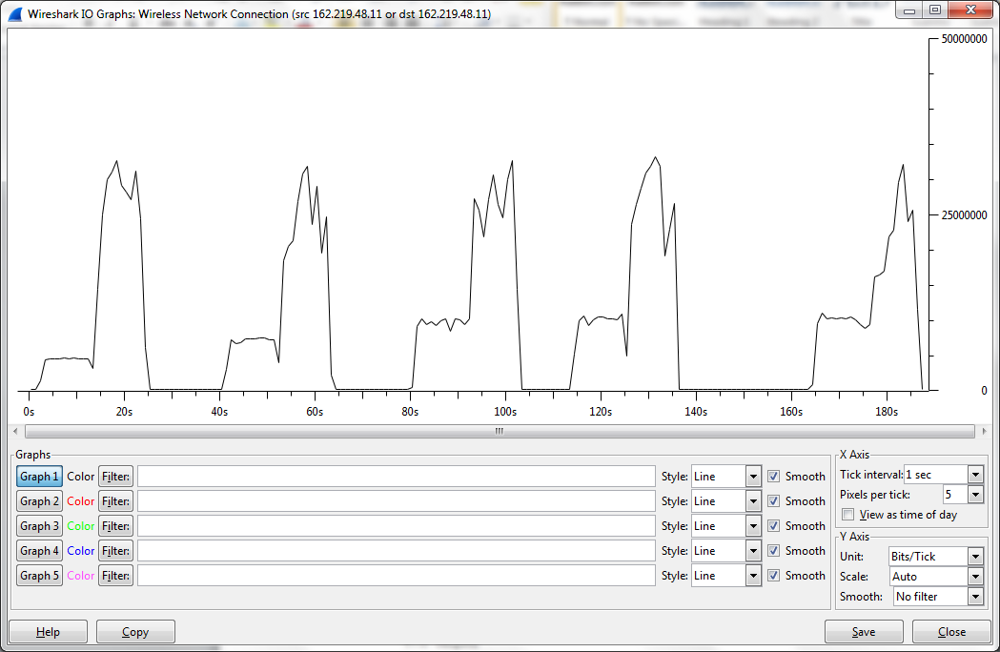 Wireshark IO Graphs: Wireless Network Connection (src 162.219.48.11 or dst 162.219.48.11)
50000000
25000000
0
0s 20s 40s 60s 80s 100s 120s 140s 160s 180s
Graphs
Graph 1 Color Filter: Style: Line Smooth
Graph 2 Color Filter: Style: Line Smooth
Graph 3 Color Filter: Style: Line Smooth
Graph 4 Color Filter: Style: Line Smooth
Graph 5 Color Filter: Style: Line Smooth
X Axis
Tick interval: 1 sec
Pixels per tick: 5
View as time of day
Y Axis
Unit: Bits/Tick
Scale: Auto
Smooth: No filter
Help Copy Save Close